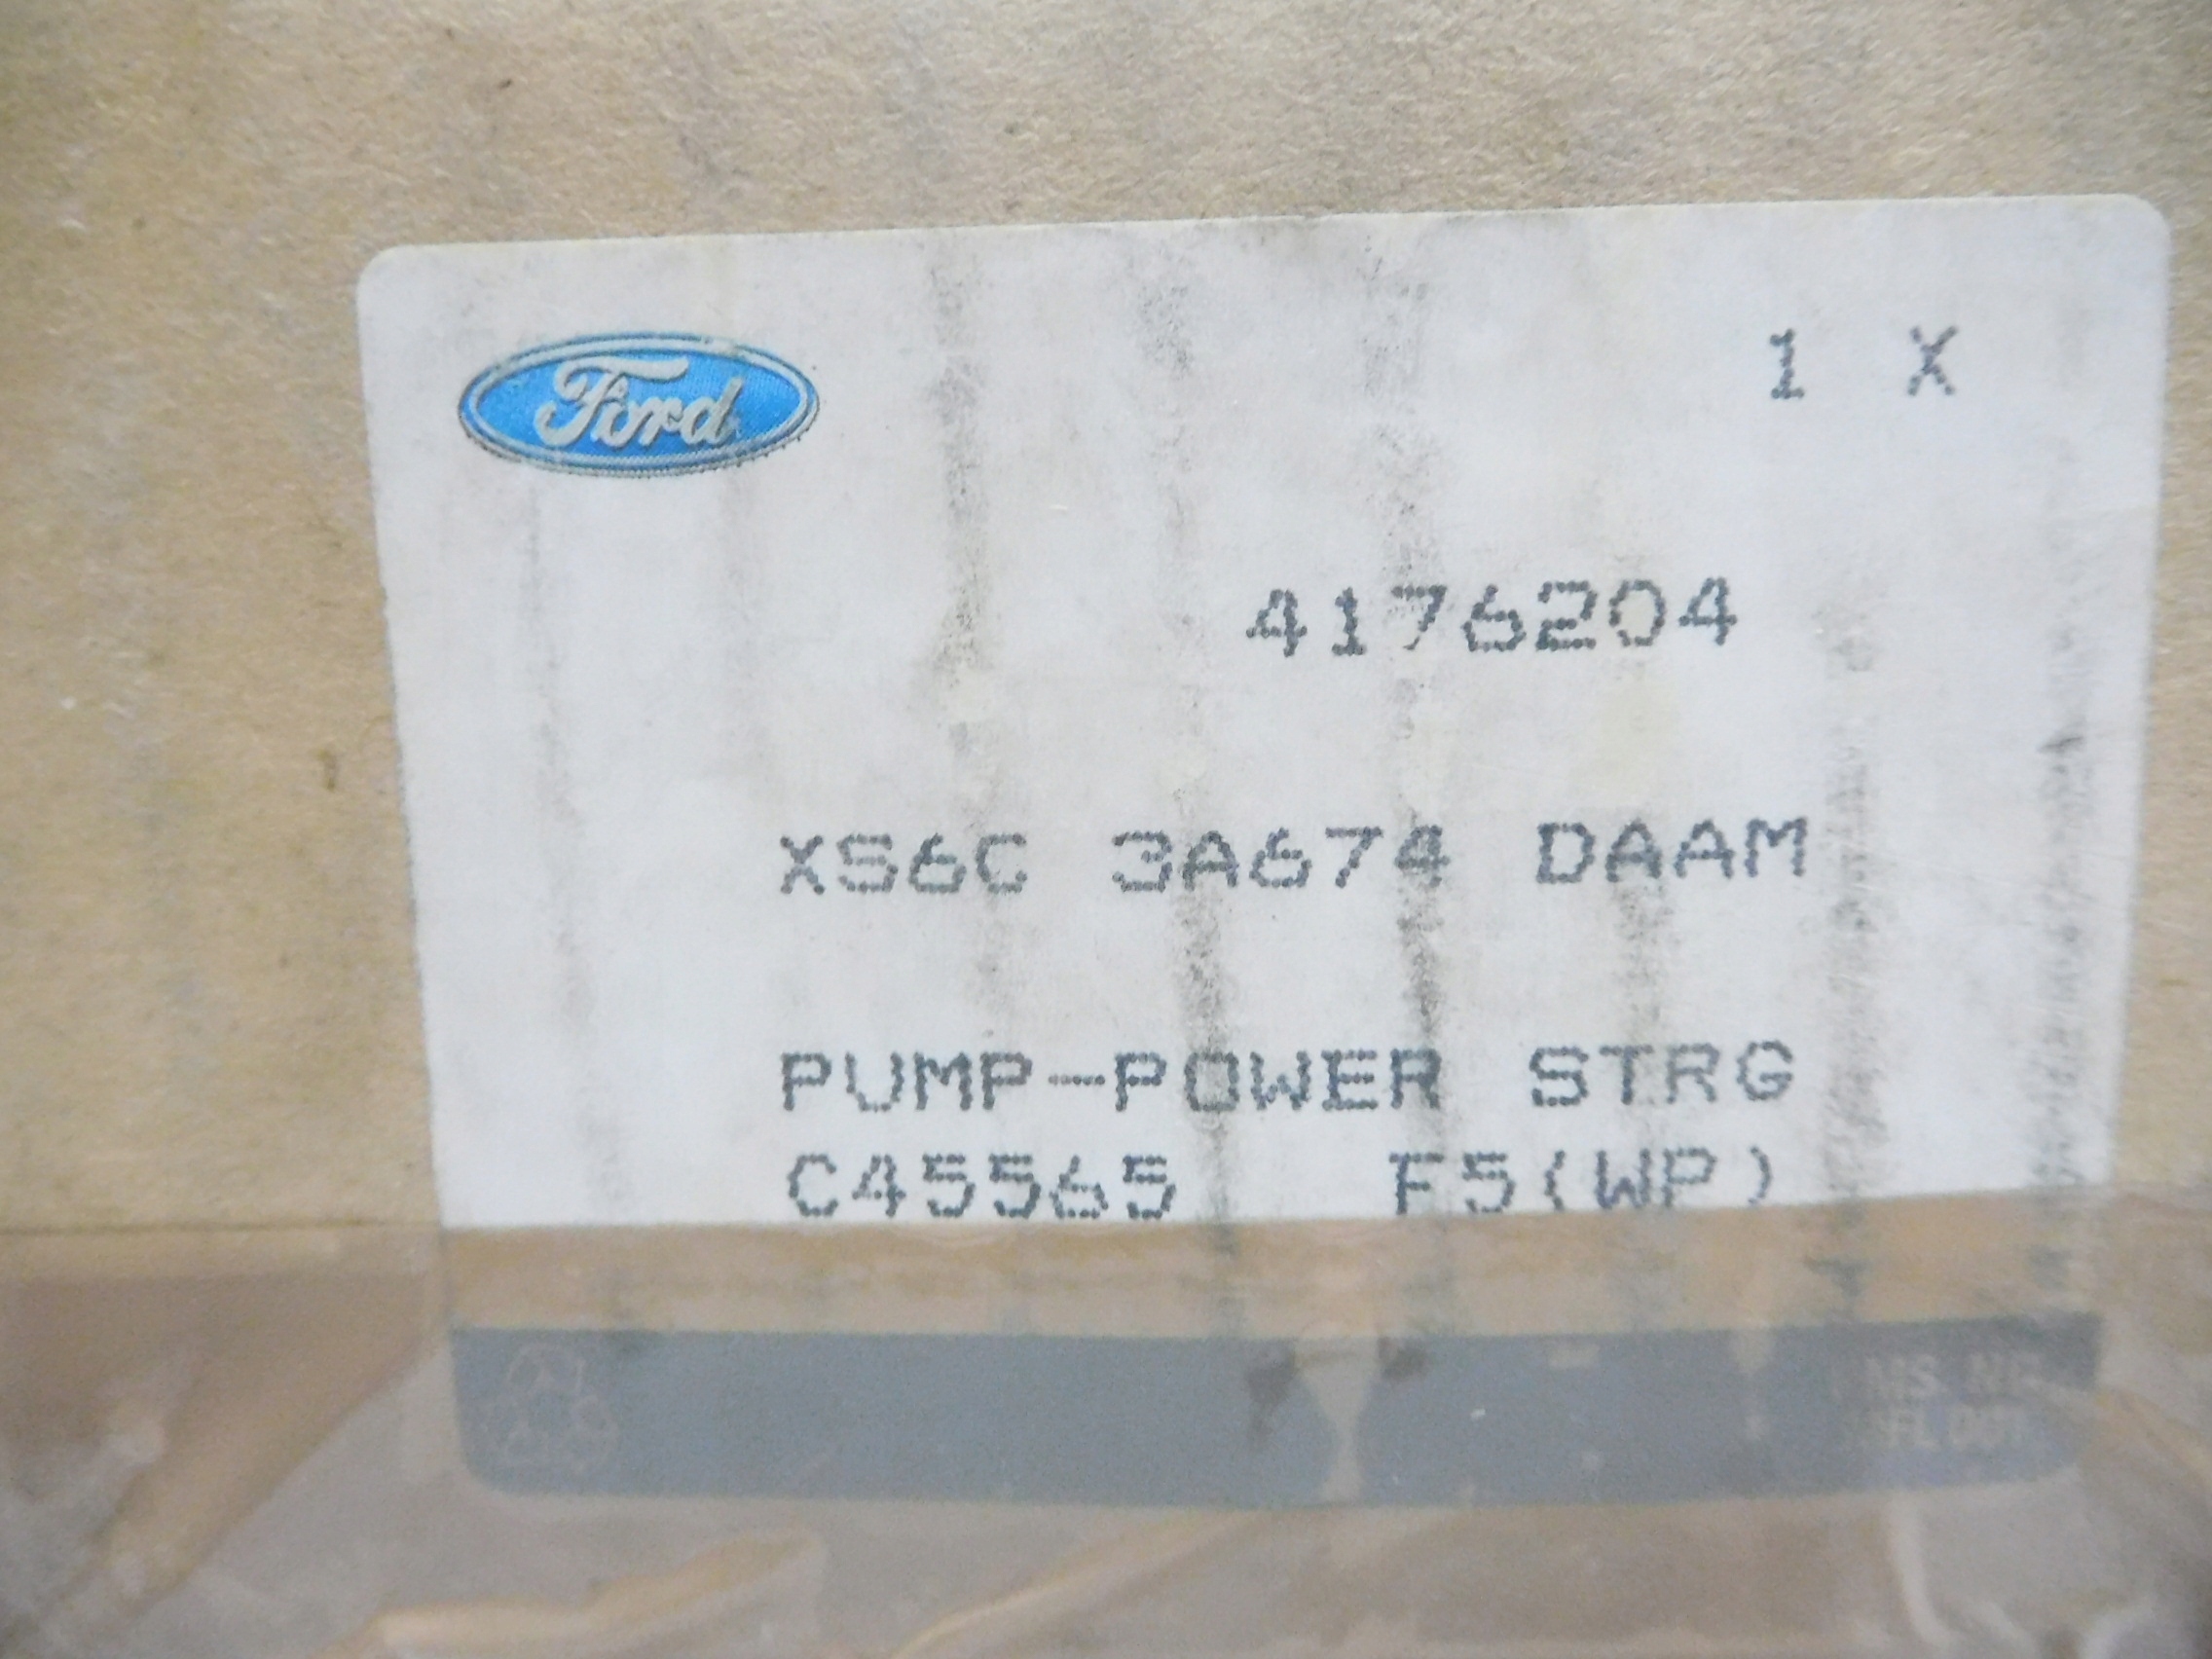 Ford
1 X
4176204
XS6C 3A674 DAAM
PUMP-POWER STRG
C45565 F5(WP)